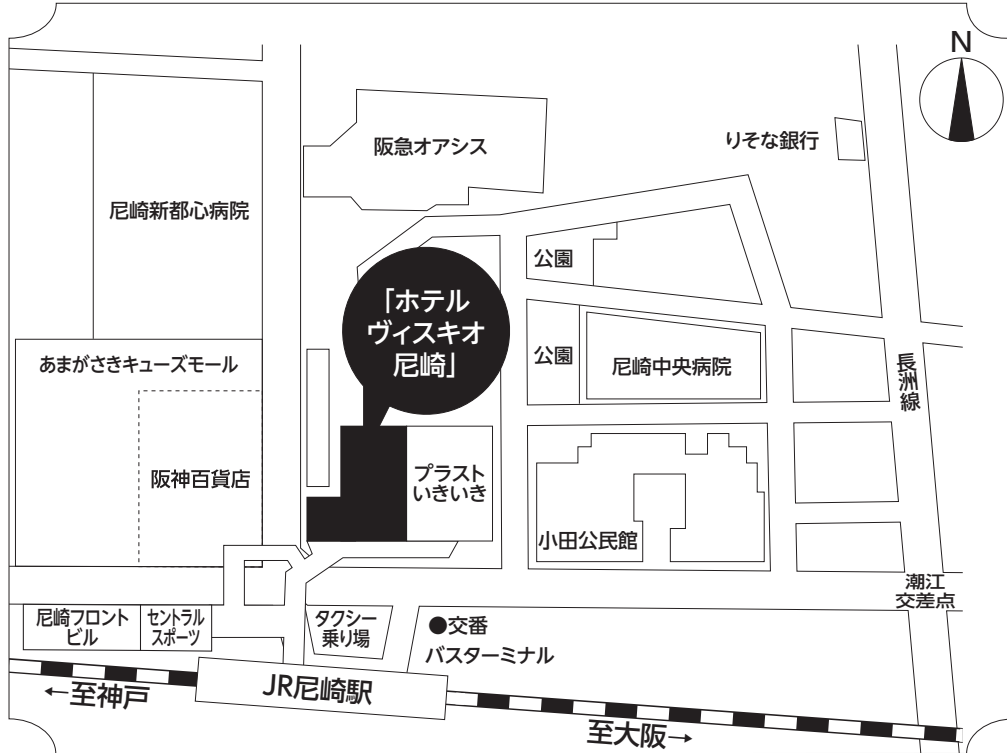 N
阪急オアシス
りそな銀行
尼崎新都心病院
公園
「ホテル
ヴィスキオ
尼崎」
公園
尼崎中央病院
長洲線
あまがさきキューズモール
阪神百貨店
プラスト
いきいき
小田公民館
潮江
交差点
尼崎フロント
ビル
セントラル
スポーツ
タクシー
乗り場
●交番
バスターミナル
JR尼崎駅
←至神戸
至大阪→